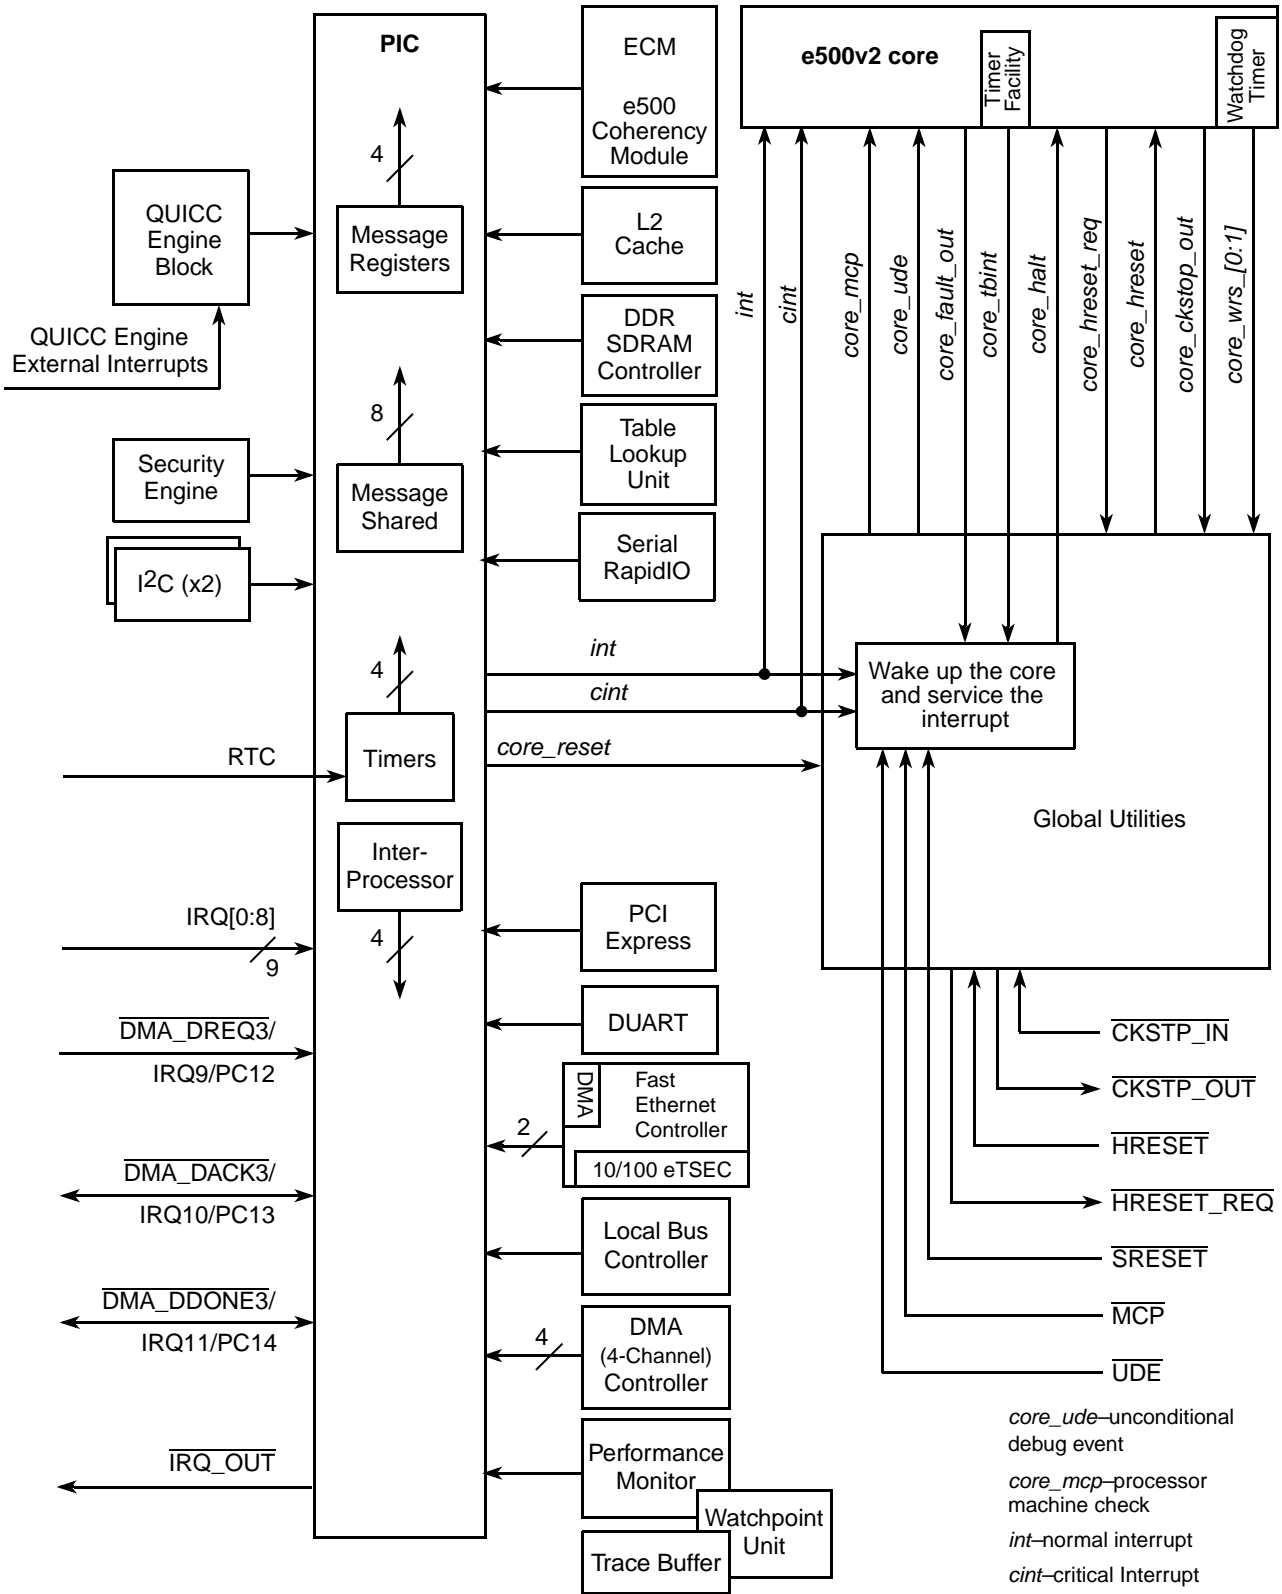 PIC
4
Message
Registers
8
Message
Shared
4
Timers
Inter-
Processor
4
QUICC
Engine
Block
QUICC Engine
External Interrupts
Security
Engine
I2C (x2)
RTC
IRQ[0:8]
9
DMA_DREQ3/
IRQ9/PC12
DMA_DACK3/
IRQ10/PC13
DMA_DDONE3/
IRQ11/PC14
IRQ_OUT
ECM
e500
Coherency
Module
L2
Cache
DDR
SDRAM
Controller
Table
Lookup
Unit
Serial
RapidIO
int
cint
core_reset
PCI
Express
DUART
2
DMA
Fast
Ethernet
Controller
10/100 eTSEC
Local Bus
Controller
4
DMA
(4-Channel)
Controller
Performance
Monitor
Watchpoint
Unit
Trace Buffer
e500v2 core
Timer
Facility
Watchdog
Timer
int
cint
core_mcp
core_ude
core_fault_out
core_tbint
core_halt
core_hreset_req
core_hreset
core_ckstop_out
core_wrs_[0:1]
Wake up the core
and service the
interrupt
Global Utilities
CKSTP_IN
CKSTP_OUT
HRESET
HRESET_REQ
SRESET
MCP
UDE
core_ude–unconditional
debug event
core_mcp–processor
machine check
int–normal interrupt
cint–critical Interrupt